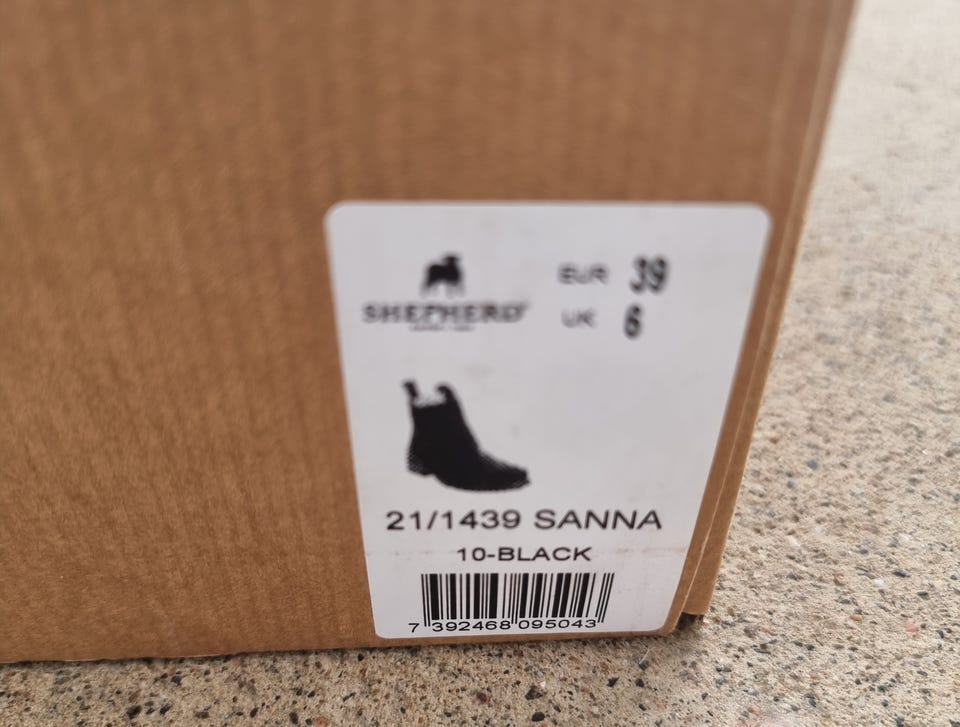 SHEPHERD
EUR 39
UK 6
21/1439 SANNA
10-BLACK
7 392468 095043